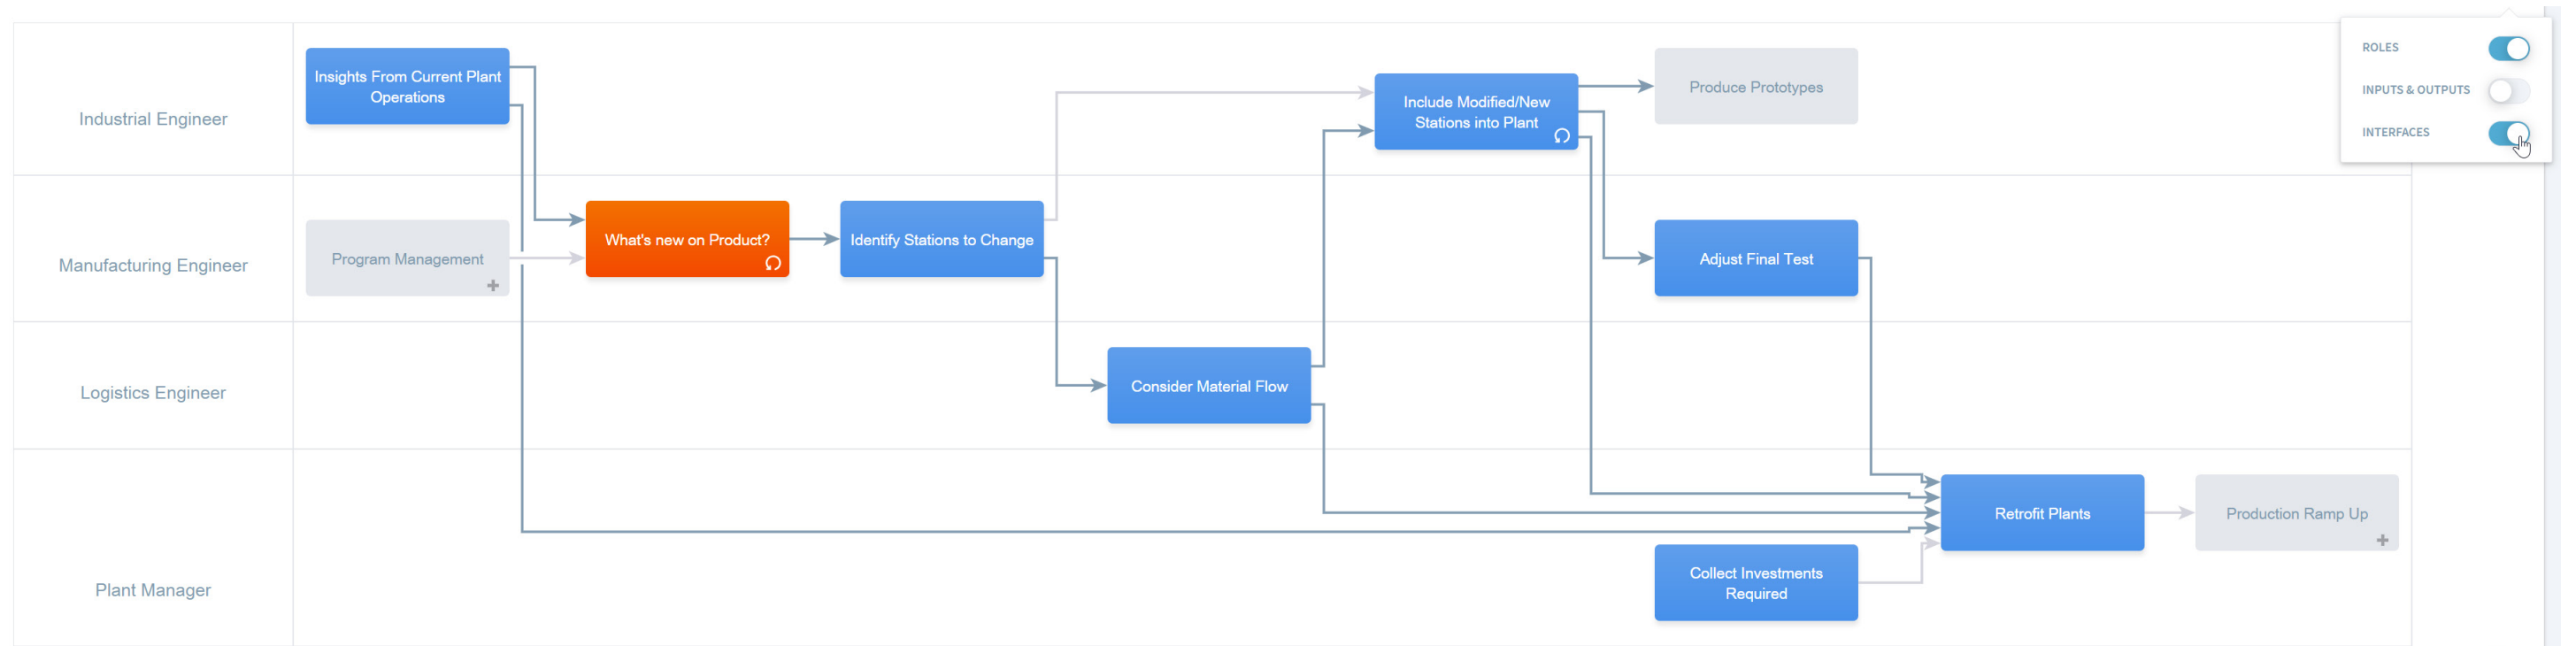 Industrial Engineer
Insights From Current Plant
Operations
Include Modified/New
Stations into Plant
Produce Prototypes
ROLES
INPUTS & OUTPUTS
INTERFACES
Manufacturing Engineer
Program Management
What's new on Product?
Identify Stations to Change
Adjust Final Test
Logistics Engineer
Consider Material Flow
Plant Manager
Retrofit Plants
Production Ramp Up
Collect Investments
Required